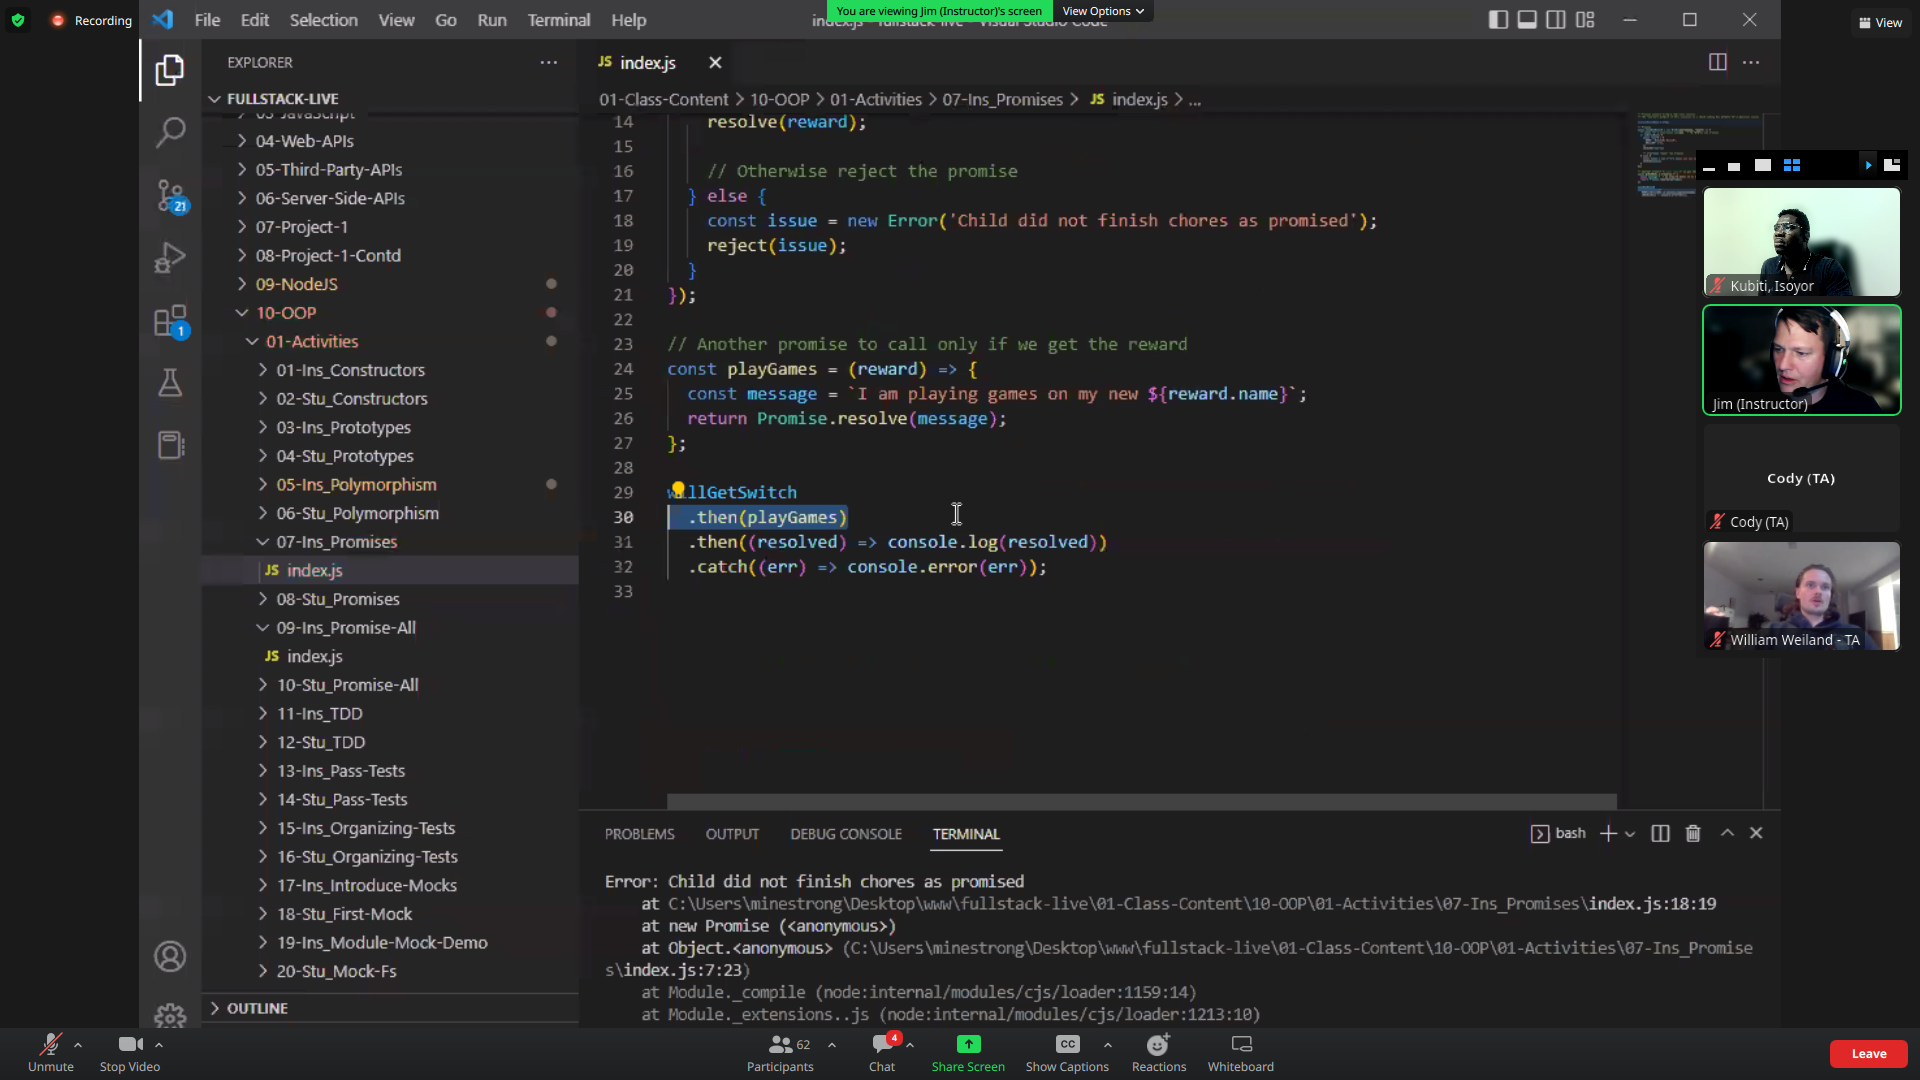 Recording
File Edit Selection View Go Run Terminal Help
You are viewing Jim (Instructor)'s screen
View Options
View
EXPLORER
FULLSTACK-LIVE
03-JavaScript
04-Web-APIs
05-Third-Party-APIs
06-Server-Side-APIs
07-Project-1
08-Project-1-Contd
09-NodeJS
10-OOP
01-Activities
01-Ins_Constructors
02-Stu_Constructors
03-Ins_Prototypes
04-Stu_Prototypes
05-Ins_Polymorphism
06-Stu_Polymorphism
07-Ins_Promises
JS index.js
08-Stu_Promises
09-Ins_Promise-All
JS index.js
10-Stu_Promise-All
11-Ins_TDD
12-Stu_TDD
13-Ins_Pass-Tests
14-Stu_Pass-Tests
15-Ins_Organizing-Tests
16-Stu_Organizing-Tests
17-Ins_Introduce-Mocks
18-Stu_First-Mock
19-Ins_Module-Mock-Demo
20-Stu_Mock-Fs
OUTLINE
21
1
JS index.js
01-Class-Content > 10-OOP > 01-Activities > 07-Ins_Promises > JS index.js > ...
14 resolve(reward);
15
16 // Otherwise reject the promise
17 } else {
18 const issue = new Error('Child did not finish chores as promised');
19 reject(issue);
20 }
21 });
22
23 // Another promise to call only if we get the reward
24 const playGames = (reward) => {
25 const message = `I am playing games on my new ${reward.name}`;
26 return Promise.resolve(message);
27 };
28
29 willGetSwitch
30 .then(playGames)
31 .then((resolved) => console.log(resolved))
32 .catch((err) => console.error(err));
33
PROBLEMS OUTPUT DEBUG CONSOLE TERMINAL
bash
Error: Child did not finish chores as promised
at C:\Users\minestrong\Desktop\www\fullstack-live\01-Class-Content\10-OOP\01-Activities\07-Ins_Promises\index.js:18:19
at new Promise (<anonymous>)
at Object.<anonymous> (C:\Users\minestrong\Desktop\www\fullstack-live\01-Class-Content\10-OOP\01-Activities\07-Ins_Promise
s\index.js:7:23)
at Module._compile (node:internal/modules/cjs/loader:1159:14)
at Module._extensions..js (node:internal/modules/cjs/loader:1213:10)
Kubiti, Isoyor
Jim (Instructor)
Cody (TA)
Cody (TA)
William Weiland - TA
Unmute
Stop Video
62
Participants
4
Chat
Share Screen
CC
Show Captions
Reactions
Whiteboard
Leave